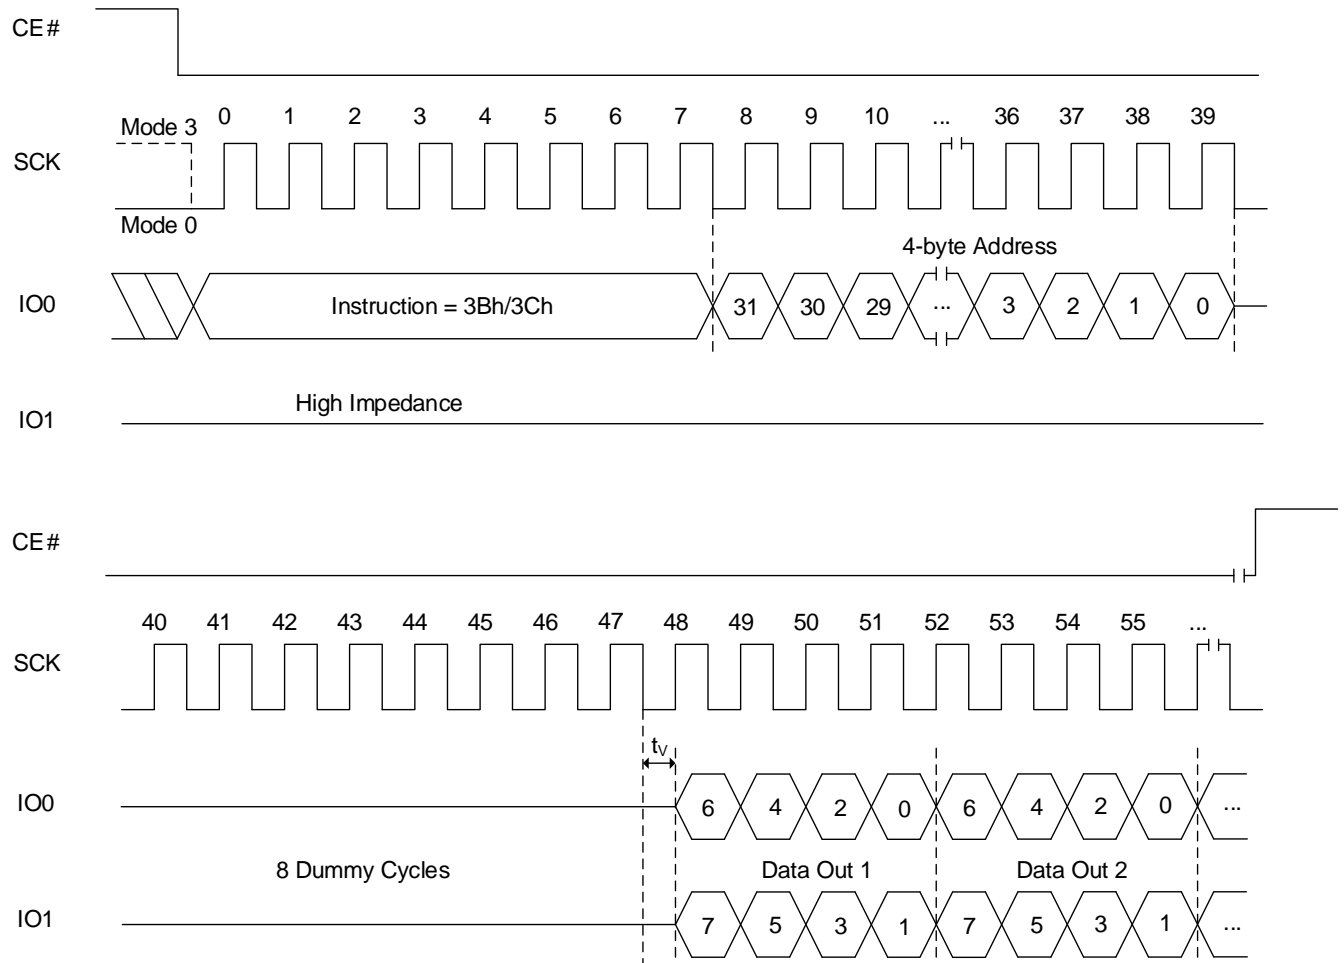 CE#
0 1 2 3 4 5 6 7 8 9 10 ... 36 37 38 39
Mode 3
SCK
Mode 0
4-byte Address
IO0 Instruction = 3Bh/3Ch 31 30 29 ... 3 2 1 0
High Impedance
IO1
CE#
40 41 42 43 44 45 46 47 48 49 50 51 52 53 54 55 ...
SCK
tV
IO0 6 4 2 0 6 4 2 0 ...
8 Dummy Cycles Data Out 1 Data Out 2
IO1 7 5 3 1 7 5 3 1 ...